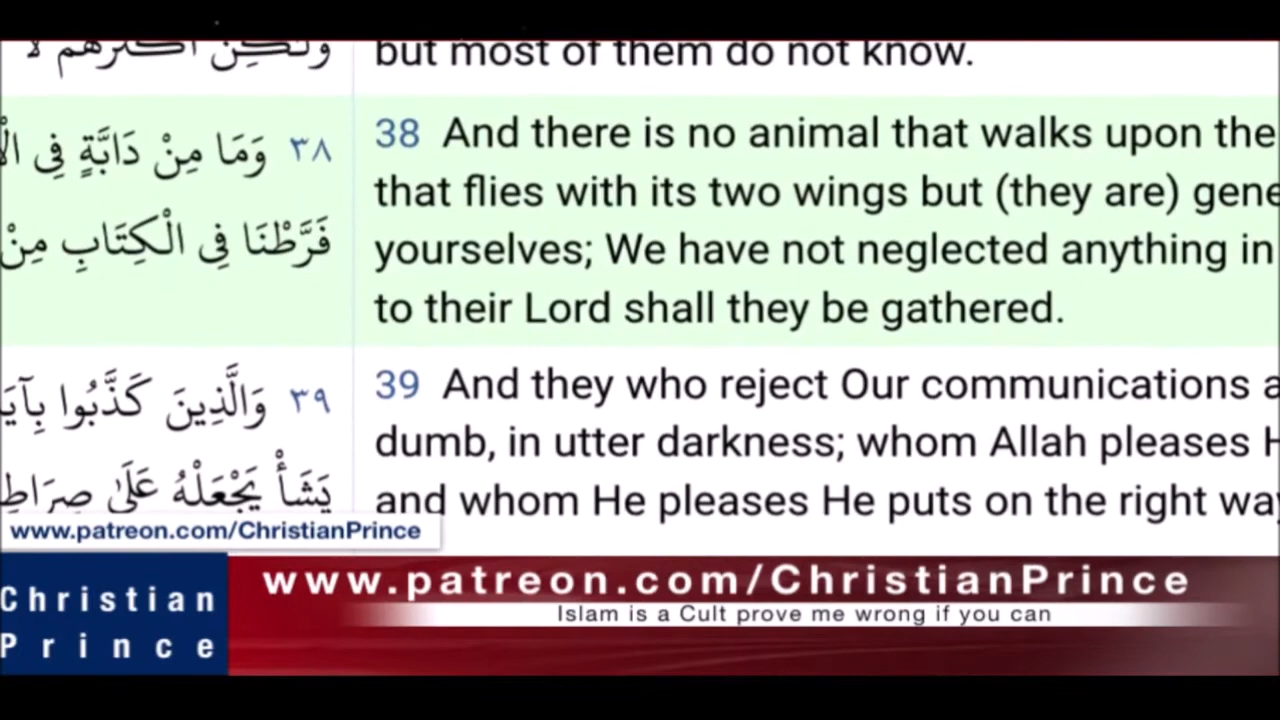 but most of them do not know.
38 And there is no animal that walks upon the
that flies with its two wings but (they are) gene
yourselves; We have not neglected anything in
to their Lord shall they be gathered.
39 And they who reject Our communications a
dumb, in utter darkness; whom Allah pleases H
and whom He pleases He puts on the right way
وَلَٰكِنَّ أَكْثَرَهُمْ لَا
٣٨ وَمَا مِنْ دَابَّةٍ فِي
فَرَّطْنَا فِي الْكِتَابِ مِنْ
٣٩ وَالَّذِينَ كَذَّبُوا
يَشَأْ يَجْعَلْهُ عَلَىٰ صِرَاطٍ
www.patreon.com/ChristianPrince
Christian
Prince
www.patreon.com/ChristianPrince
Islam is a Cult prove me wrong if you can